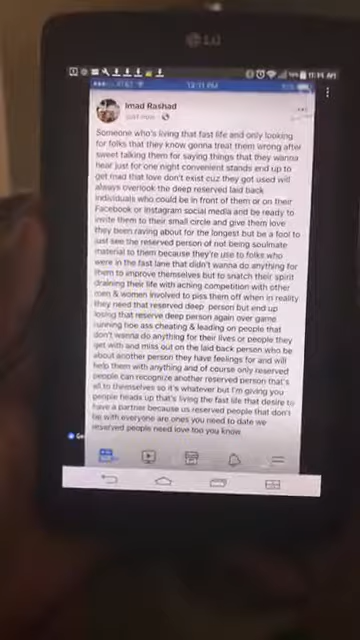 LG
11:51 AM
12:11 PM
Imad Rashad
Just now
Someone who's living that fast life and only looking
for folks that they know gonna treat them wrong after
sweet talking them for saying things that they wanna
hear just for one night convenient stands end up to
get mad that love don't exist cuz they got used will
always overlook the deep reserved laid back
individuals who could be in front of them or on their
Facebook or Instagram social media and be ready to
invite them to their small circle and give them love
they been raving about for the longest but be a fool to
just see the reserved person of not being soulmate
material to them because they're use to folks who
were in the fast lane that didn't wanna do anything for
them to improve themselves but to snatch their spirit
draining their life with aching competition with other
men & women involved to piss them off when in reality
they need that reserved deep person but end up
losing that reserve deep person again over game
running hoe ass cheating & leading on people that
don't wanna do anything for their lives or people they
get with and miss out on the laid back person who be
about another person they have feelings for and will
help them with anything and of course only reserved
people can recognize another reserved person that's
all to themselves so it's whatever but I'm giving you
people heads up that's living the fast life that desire to
have a partner because us reserved people that don't
be with everyone are ones you need to date we
reserved people need love too you know